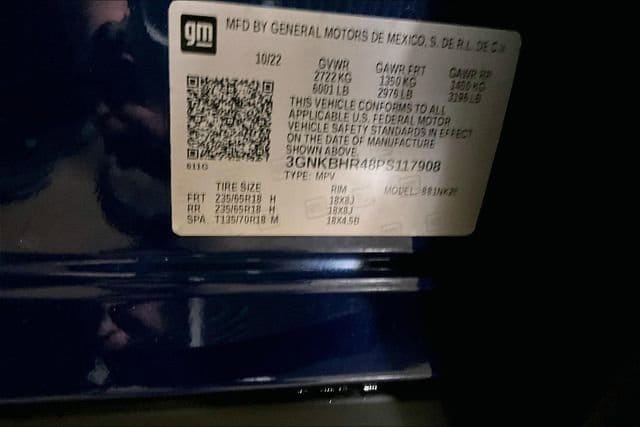 gm MFD BY GENERAL MOTORS DE MEXICO, S. DE R.L. DE C.V.
10/22 GVWR GAWR FRT GAWR RR
2722 KG 1350 KG 1450 KG
6001 LB 2976 LB 3196 LB
THIS VEHICLE CONFORMS TO ALL
APPLICABLE U.S. FEDERAL MOTOR
VEHICLE SAFETY STANDARDS IN EFFECT
ON THE DATE OF MANUFACTURE
SHOWN ABOVE.
3GNKBHR48PS117908
611G TYPE: MPV
TIRE SIZE RIM MODEL:
FRT 235/65R18 H 18X8J
RR 235/65R18 H 18X8J
SPA T135/70R18 M 18X4.5B